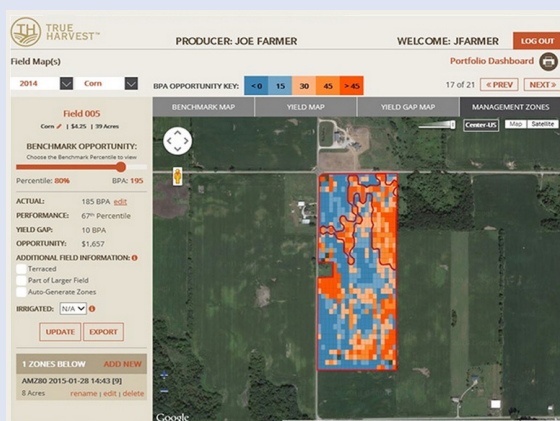 TH TRUE HARVEST™
PRODUCER: JOE FARMER
WELCOME: JFARMER
LOG OUT
Field Map(s)
Portfolio Dashboard
2014
Corn
BPA OPPORTUNITY KEY:
< 0 15 30 45 > 45
17 of 21
« PREV
NEXT »
BENCHMARK MAP
YIELD MAP
YIELD GAP MAP
MANAGEMENT ZONES
Field 005
Corn | $4.25 | 39 Acres
BENCHMARK OPPORTUNITY:
Choose the Benchmark Percentile to view
Percentile: 80%
BPA: 195
ACTUAL: 185 BPA edit
PERFORMANCE: 67th Percentile
YIELD GAP: 10 BPA
OPPORTUNITY: $1,657
ADDITIONAL FIELD INFORMATION:
Terraced
Part of Larger Field
Auto-Generate Zones
IRRIGATED: N/A
UPDATE
EXPORT
1 ZONES BELOW
ADD NEW
AMZ80 2015-01-28 14:43 [9]
8 Acres
rename | edit | delete
Center-US
Map
Satellite
Google